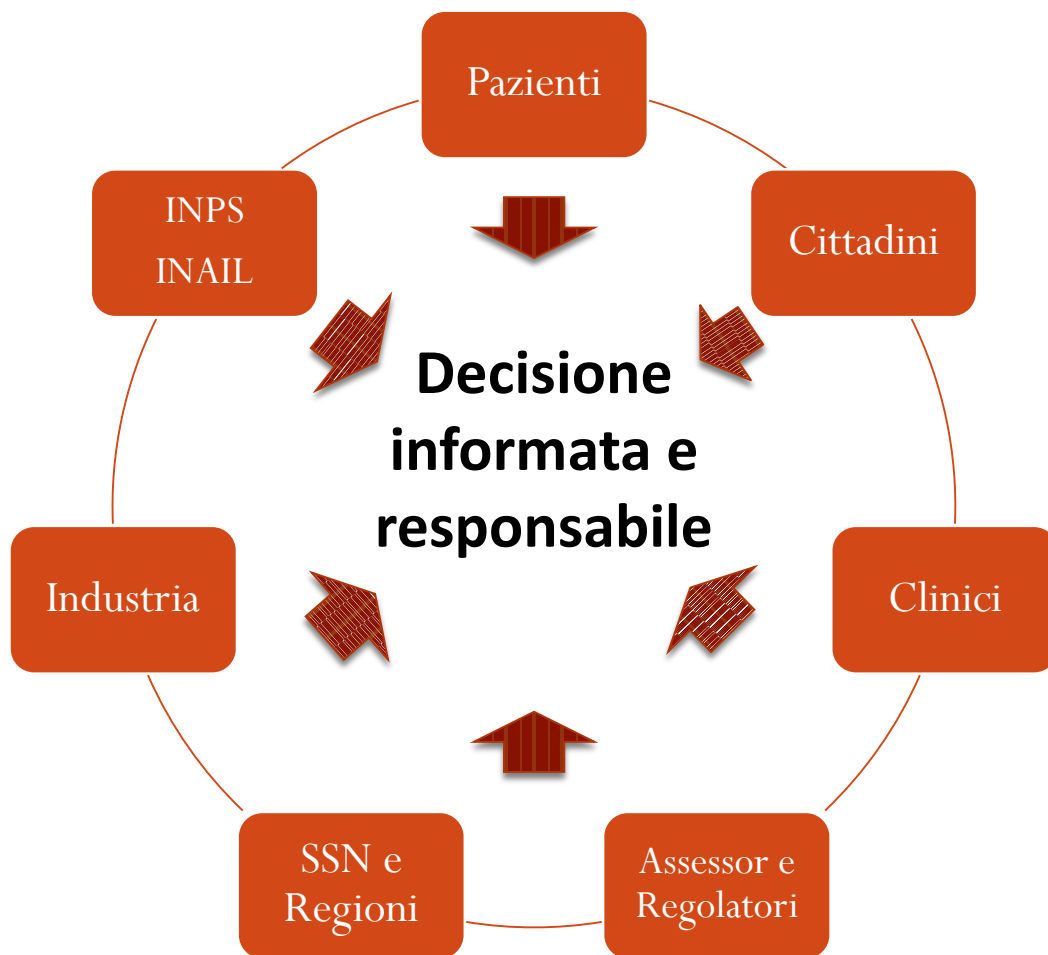 Pazienti
INPS
INAIL
Cittadini
Decisione
informata e
responsabile
Industria
Clinici
SSN e
Regioni
Assessor e
Regolatori